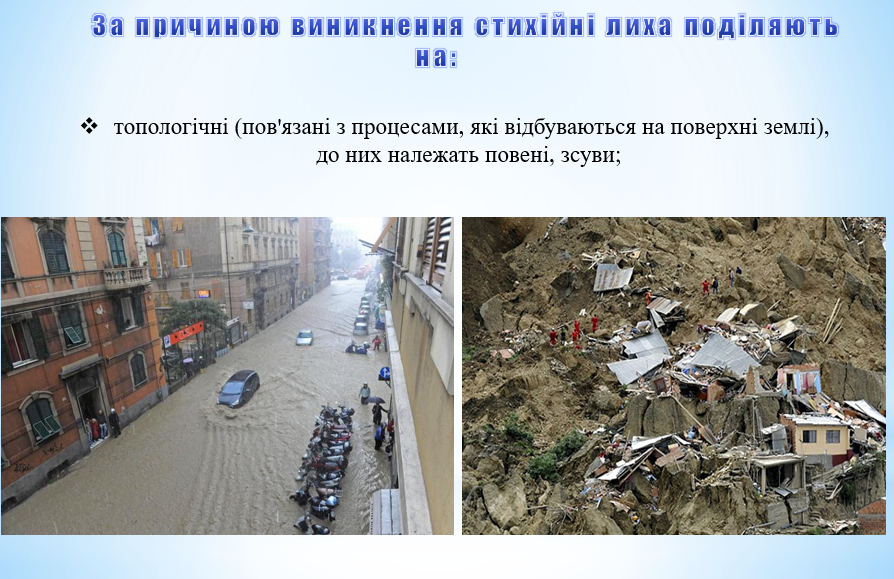 За причиною виникнення стихійні лиха поділяють
на:
❖ топологічні (пов'язані з процесами, які відбуваються на поверхні землі),
до них належать повені, зсуви;